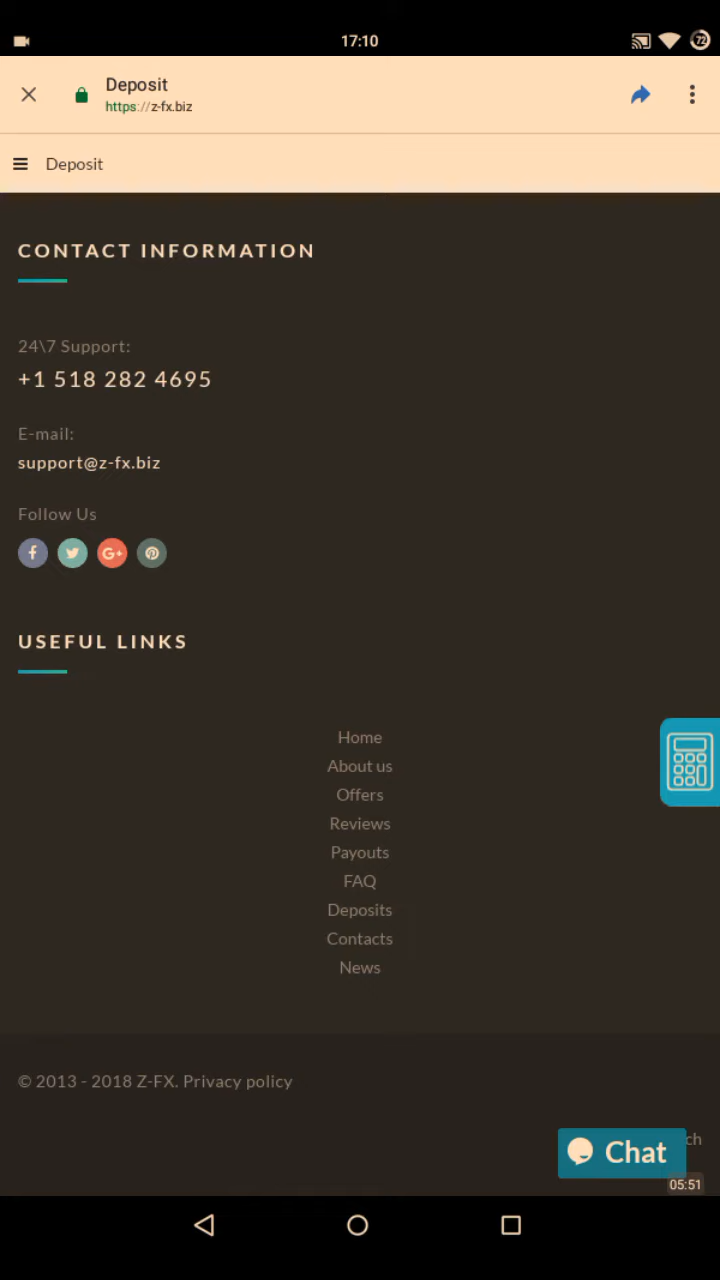 17:10
72
Deposit
https://z-fx.biz
Deposit
CONTACT INFORMATION
24\7 Support:
+1 518 282 4695
E-mail:
support@z-fx.biz
Follow Us
USEFUL LINKS
Home
About us
Offers
Reviews
Payouts
FAQ
Deposits
Contacts
News
© 2013 - 2018 Z-FX. Privacy policy
Chat
05:51